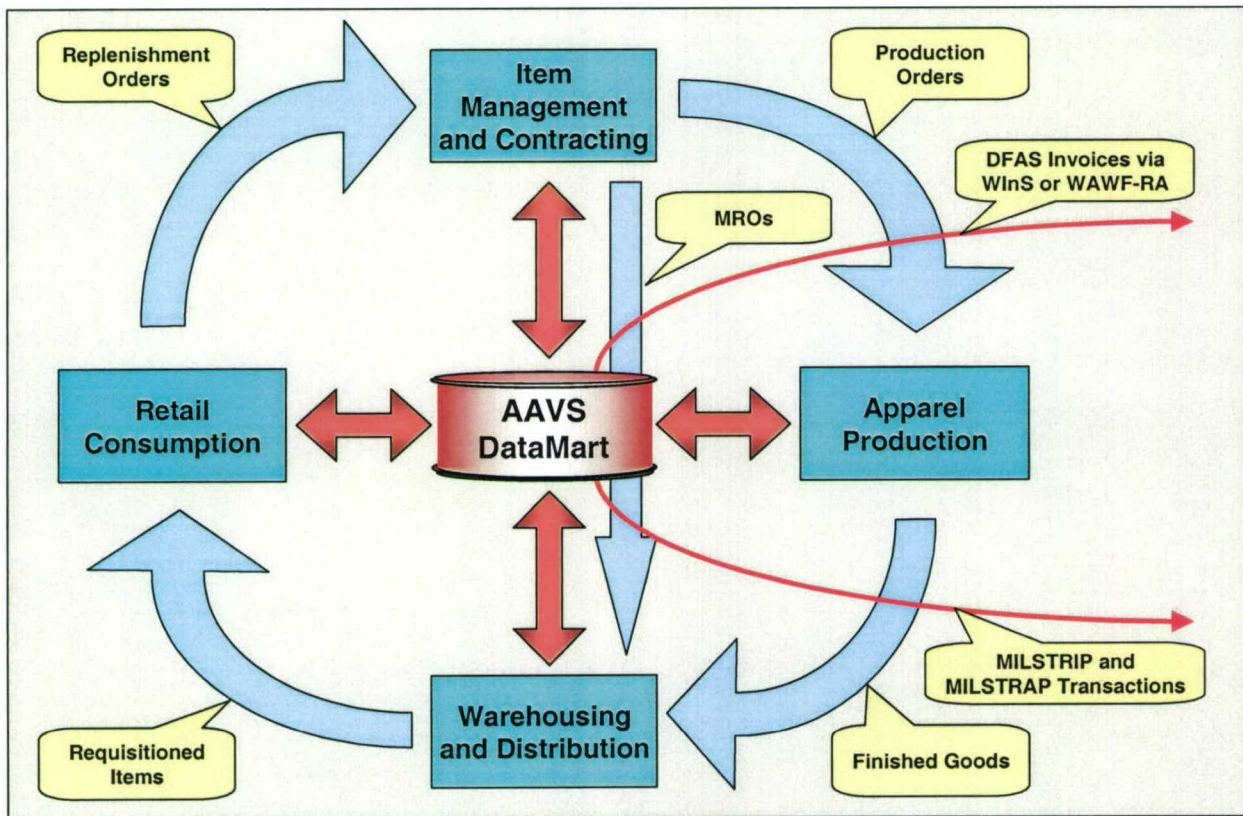 Replenishment
Orders
Item
Management
and Contracting
Production
Orders
DFAS Invoices via
WInS or WAWF-RA
MROs
Retail
Consumption
AAVS
DataMart
Apparel
Production
MILSTRIP and
MILSTRAP Transactions
Warehousing
and Distribution
Requisitioned
Items
Finished Goods